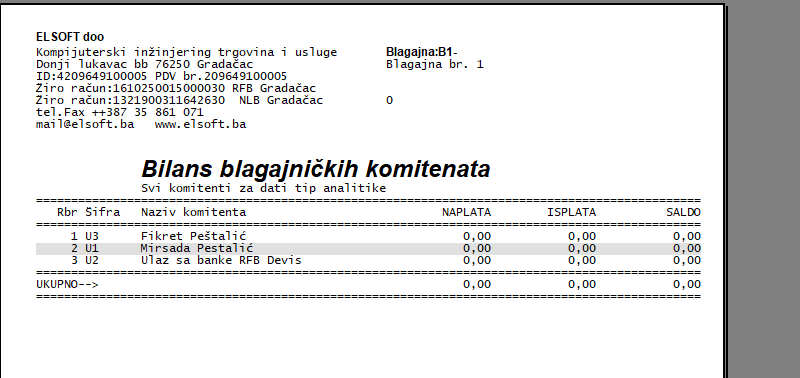 ELSOFT doo
Kompijuterski inžinjering trgovina i usluge Blagajna:B1-
Donji lukavac bb 76250 Gradačac Blagajna br. 1
ID:4209649100005 PDV br.209649100005
Žiro račun:1610250015000030 RFB Gradačac
Žiro račun:1321900311642630 NLB Gradačac 0
tel.Fax ++387 35 861 071
mail@elsoft.ba www.elsoft.ba
Bilans blagajničkih komitenata
Svi komitenti za dati tip analitike
Rbr Šifra Naziv komitenta NAPLATA ISPLATA SALDO
1 U3 Fikret Peštalić 0,00 0,00 0,00
2 U1 Mirsada Pestalić 0,00 0,00 0,00
3 U2 Ulaz sa banke RFB Devis 0,00 0,00 0,00
UKUPNO--> 0,00 0,00 0,00